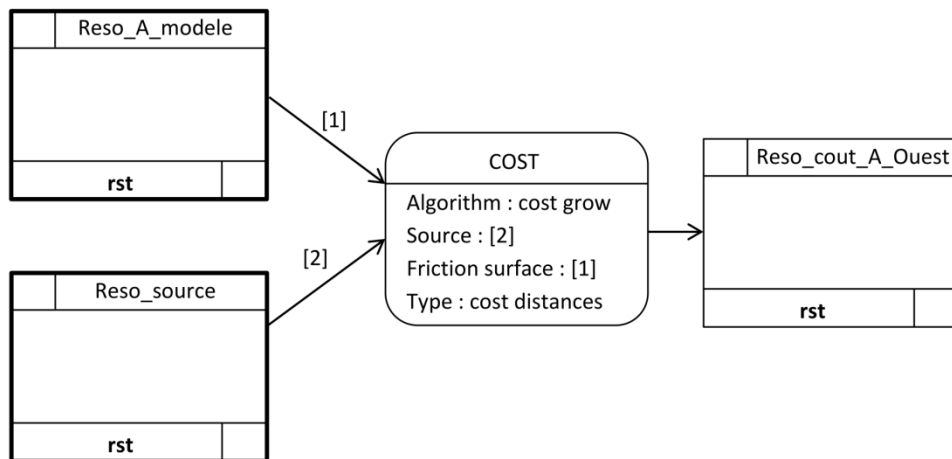 Reso_A_modele
rst
[1]
Reso_source
rst
[2]
COST
Algorithm : cost grow
Source : [2]
Friction surface : [1]
Type : cost distances
Reso_cout_A_Ouest
rst